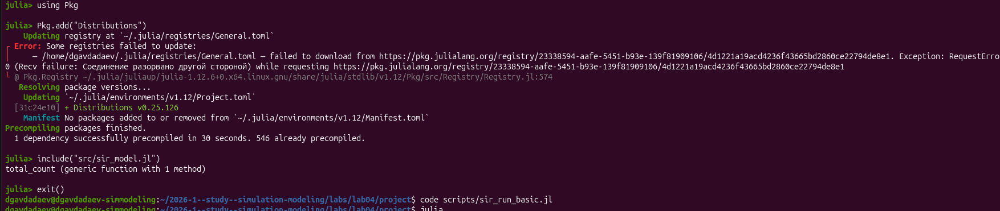 julia> using Pkg
julia> Pkg.add("Distributions")
Updating registry at `~/.julia/registries/General.toml`
┌ Error: Some registries failed to update:
│     — /home/dgavdadaev/.julia/registries/General.toml — failed to download from https://pkg.julialang.org/registry/23338594-aafe-5451-b93e-139f81909106/4d1221a19acd4236f43665bd2860ce22794de8e1. Exception: RequestErro
0 (Recv failure: Соединение разорвано другой стороной) while requesting https://pkg.julialang.org/registry/23338594-aafe-5451-b93e-139f81909106/4d1221a19acd4236f43665bd2860ce22794de8e1
└ @ Pkg.Registry ~/.julia/juliaup/julia-1.12.6+0.x64.linux.gnu/share/julia/stdlib/v1.12/Pkg/src/Registry/Registry.jl:574
Resolving package versions...
Updating `~/.julia/environments/v1.12/Project.toml`
[31c24e10] + Distributions v0.25.126
Manifest No packages added to or removed from `~/.julia/environments/v1.12/Manifest.toml`
Precompiling packages finished.
1 dependency successfully precompiled in 30 seconds. 546 already precompiled.
julia> include("src/sir_model.jl")
total_count (generic function with 1 method)
julia> exit()
dgavdadaev@dgavdadaev-simmodeling:~/2026-1--study--simulation-modeling/labs/lab04/project$ code scripts/sir_run_basic.jl
dgavdadaev@dgavdadaev-simmodeling:~/2026-1--study--simulation-modeling/labs/lab04/project$ julia